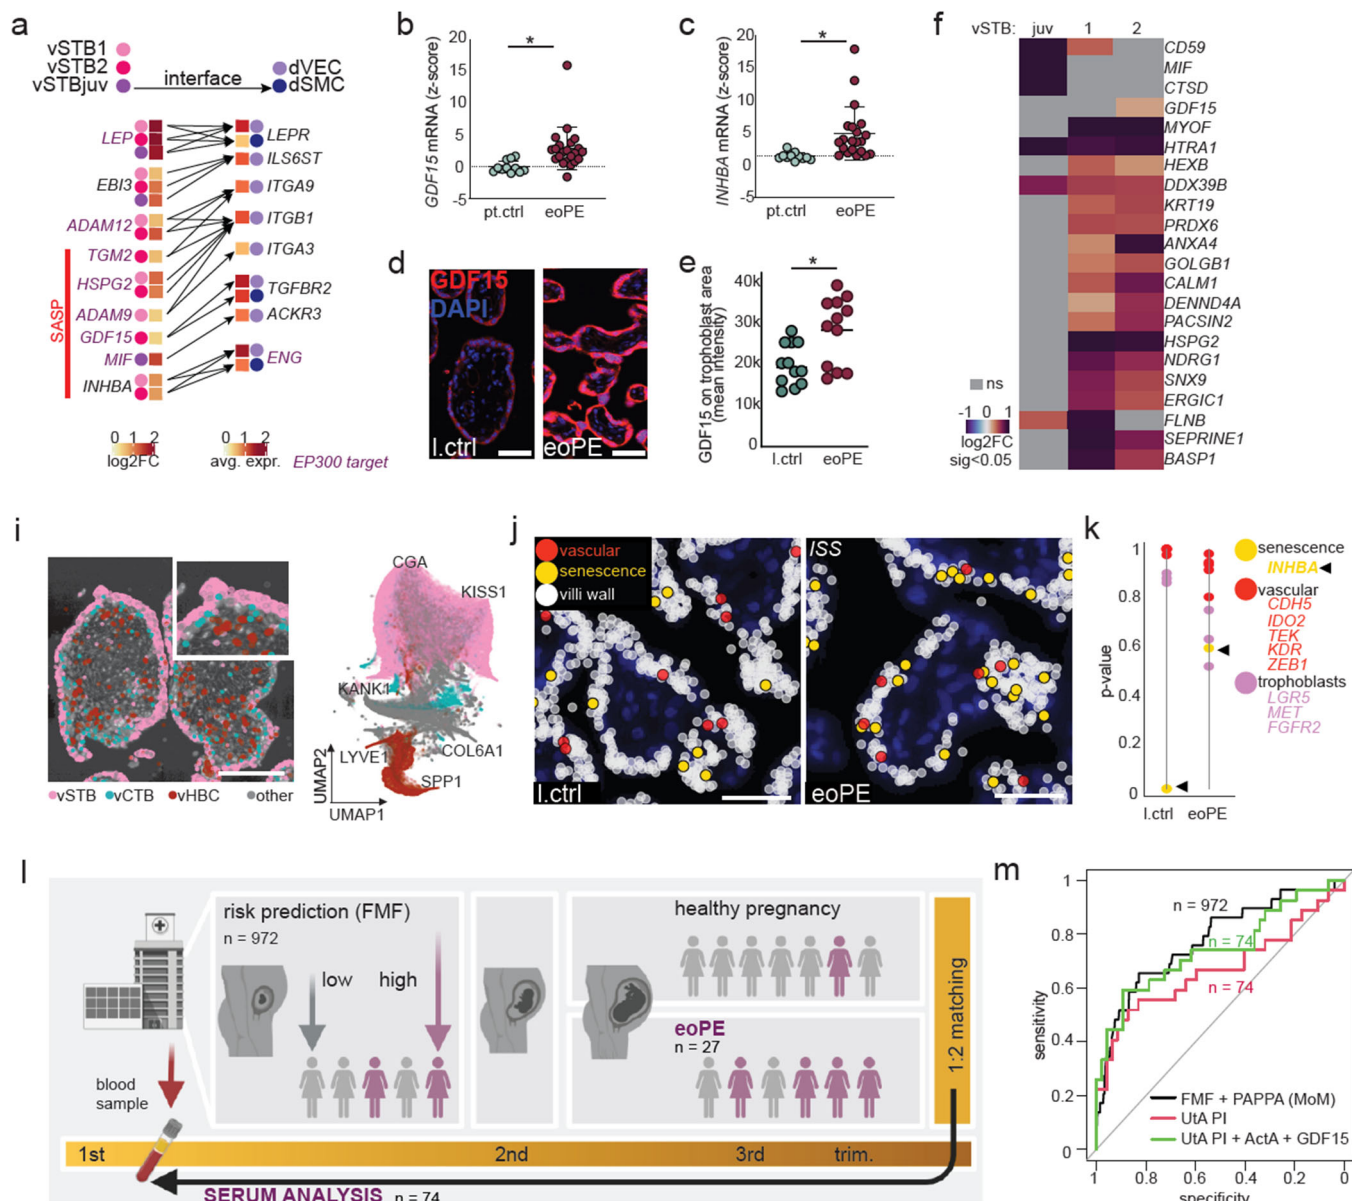 a
vSTB1
vSTB2
vSTBjuv
interface
dVEC
dSMC
LEP
EBI3
ADAM12
TGM2
HSPG2
ADAM9
GDF15
MIF
INHBA
SASP
LEPR
ILS6ST
ITGA9
ITGB1
ITGA3
TGFBR2
ACKR3
ENG
0 1 2
log2FC
0 1 2
avg. expr.
EP300 target
b
GDF15 mRNA (z-score)
20
15
10
5
0
-5
*
pt.ctrl
eoPE
c
INHBA mRNA (z-score)
20
15
10
5
0
-5
*
pt.ctrl
eoPE
d
GDF15
DAPI
l.ctrl
eoPE
e
GDF15 on trophoblast area
(mean intensity)
40k
30k
20k
10k
0
*
l.ctrl
eoPE
f
vSTB:
juv
1
2
CD59
MIF
CTSD
GDF15
MYOF
HTRA1
HEXB
DDX39B
KRT19
PRDX6
ANXA4
GOLGB1
CALM1
DENND4A
PACSIN2
HSPG2
NDRG1
SNX9
ERGIC1
FLNB
SEPRINE1
BASP1
ns
-1 0 1
log2FC
sig<0.05
i
vSTB
vCTB
vHBC
other
CGA
KISS1
KANK1
LYVE1
COL6A1
SPP1
UMAP2
UMAP1
j
vascular
senescence
villi wall
l.ctrl
ISS
eoPE
k
p-value
1
0.8
0.6
0.4
0.2
0
l.ctrl
eoPE
senescence
INHBA
vascular
CDH5
IDO2
TEK
KDR
ZEB1
trophoblasts
LGR5
MET
FGFR2
l
risk prediction (FMF)
n = 972
low
high
blood
sample
healthy pregnancy
eoPE
n = 27
1:2 matching
1st
2nd
3rd
trim.
SERUM ANALYSIS n = 74
m
sensitivity
1
0.8
0.6
0.4
0.2
0
n = 972
n = 74
n = 74
FMF + PAPPA (MoM)
UtA PI
UtA PI + ActA + GDF15
1 0.8 0.6 0.4 0.2 0
specificity